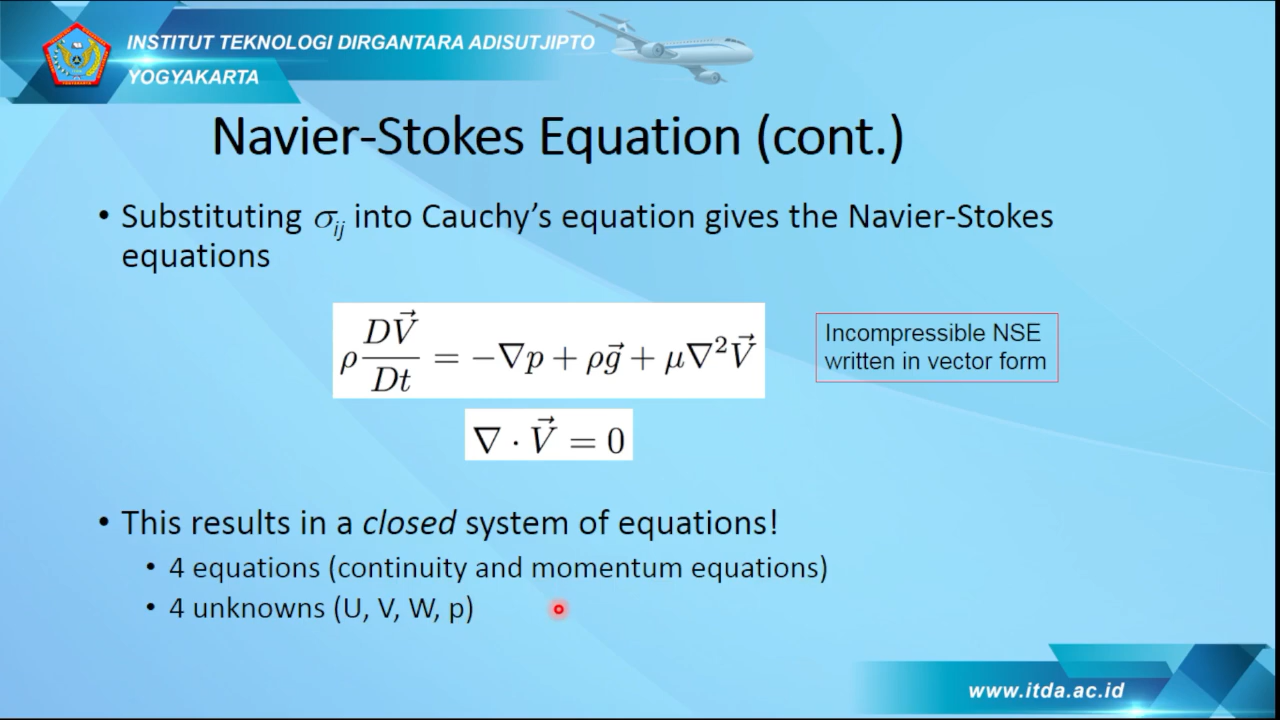 INSTITUT TEKNOLOGI DIRGANTARA ADISUTJIPTO
YOGYAKARTA
Navier-Stokes Equation (cont.)
• Substituting σij into Cauchy’s equation gives the Navier-Stokes
equations
ρ DV⃗/Dt = −∇p + ρg⃗ + μ∇²V⃗
Incompressible NSE
written in vector form
∇ · V⃗ = 0
• This results in a closed system of equations!
• 4 equations (continuity and momentum equations)
• 4 unknowns (U, V, W, p)
www.itda.ac.id